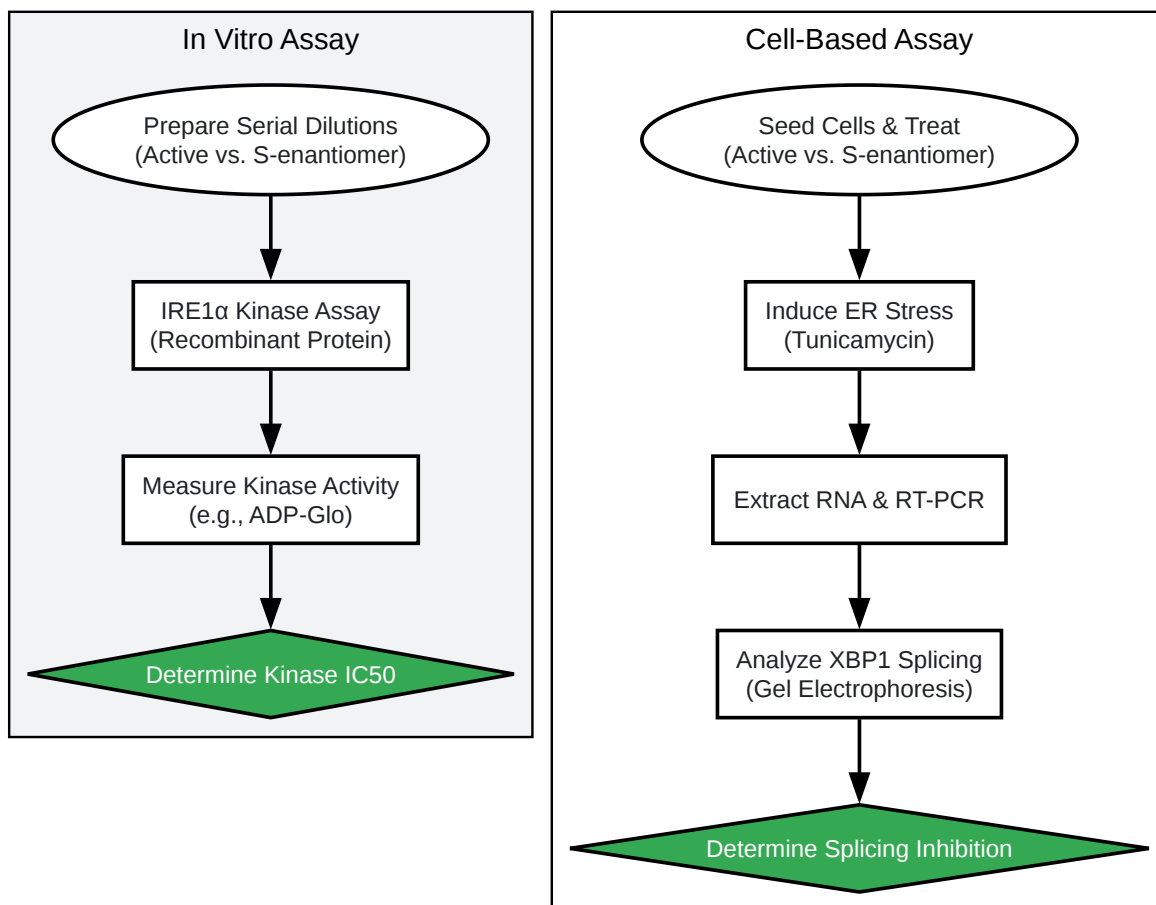 In Vitro Assay
Prepare Serial Dilutions
(Active vs. S-enantiomer)
IRE1α Kinase Assay
(Recombinant Protein)
Measure Kinase Activity
(e.g., ADP-Glo)
Determine Kinase IC50
Cell-Based Assay
Seed Cells & Treat
(Active vs. S-enantiomer)
Induce ER Stress
(Tunicamycin)
Extract RNA & RT-PCR
Analyze XBP1 Splicing
(Gel Electrophoresis)
Determine Splicing Inhibition